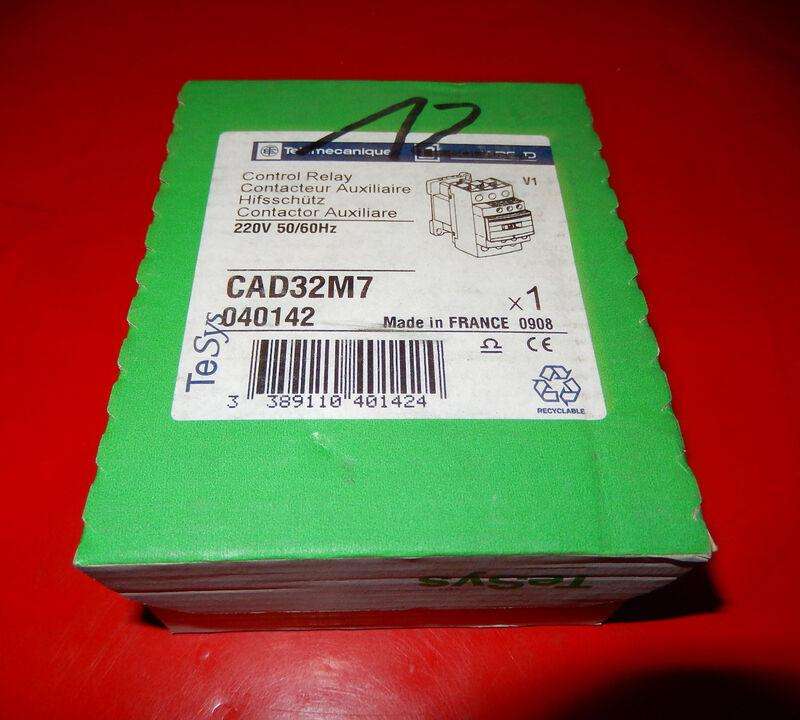 12
Telemecanique
Control Relay
Contacteur Auxiliaire
Hifsschütz
Contactor Auxiliare
220V 50/60Hz
V1
CAD32M7
040142
x1
Made in FRANCE 0908
TeSys
CE
3 389110 401424
RECYCLABLE
TeSys